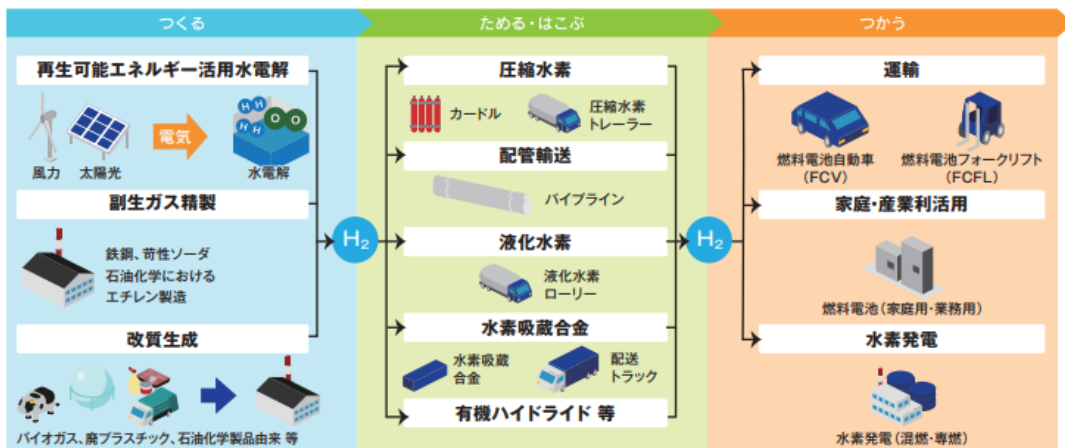 つくる
ためる・はこぶ
つかう
再生可能エネルギー活用水電解
電気
H H H H O O
風力
太陽光
水電解
副生ガス精製
鉄鋼、苛性ソーダ
石油化学における
エチレン製造
改質生成
バイオガス、廃プラスチック、石油化学製品由来 等
H₂
圧縮水素
カードル
圧縮水素
トレーラー
配管輸送
パイプライン
液化水素
液化水素
ローリー
水素吸蔵合金
水素吸蔵
合金
配送
トラック
有機ハイドライド 等
H₂
運輸
燃料電池自動車
(FCV)
燃料電池フォークリフト
(FCFL)
家庭・産業利活用
燃料電池(家庭用・業務用)
水素発電
水素発電(混燃・専燃)